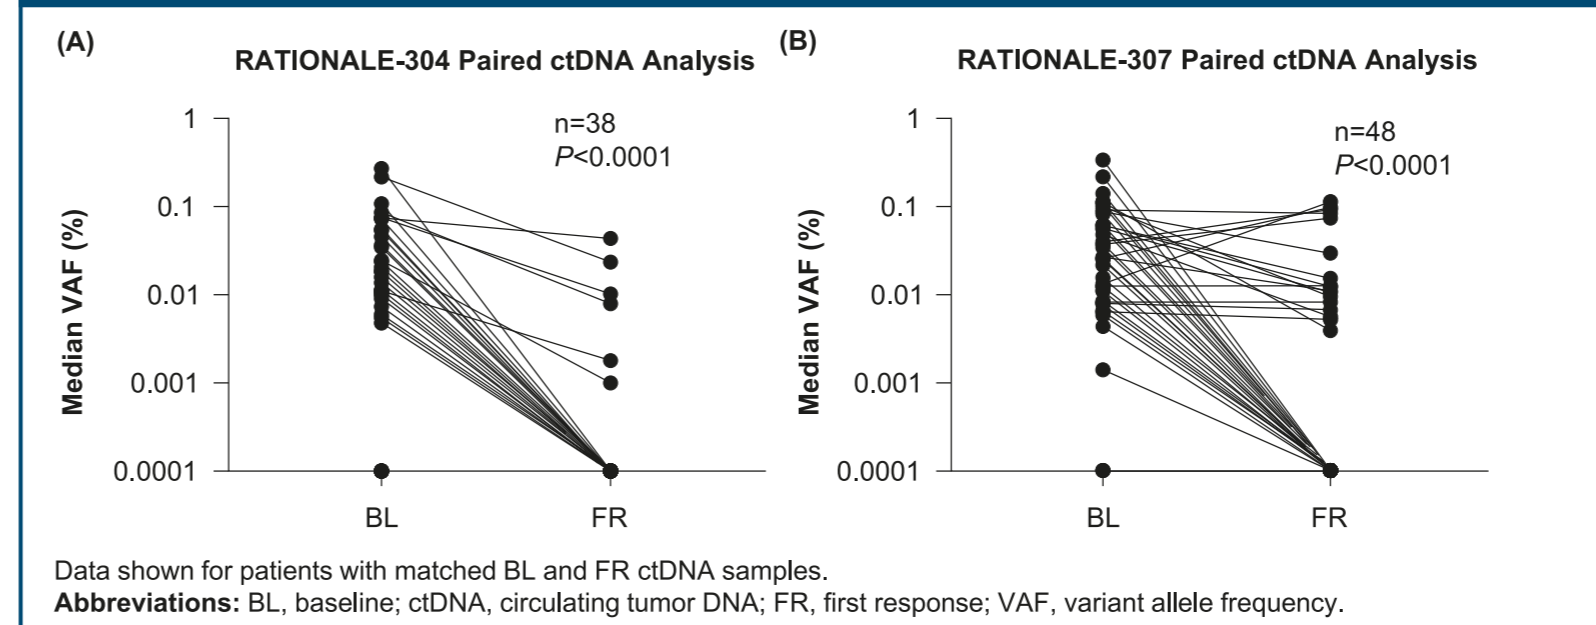 (A)
RATIONALE-304 Paired ctDNA Analysis
n=38
P<0.0001
Median VAF (%)
1
0.1
0.01
0.001
0.0001
BL
FR
(B)
RATIONALE-307 Paired ctDNA Analysis
n=48
P<0.0001
Median VAF (%)
1
0.1
0.01
0.001
0.0001
BL
FR
Data shown for patients with matched BL and FR ctDNA samples.
Abbreviations: BL, baseline; ctDNA, circulating tumor DNA; FR, first response; VAF, variant allele frequency.